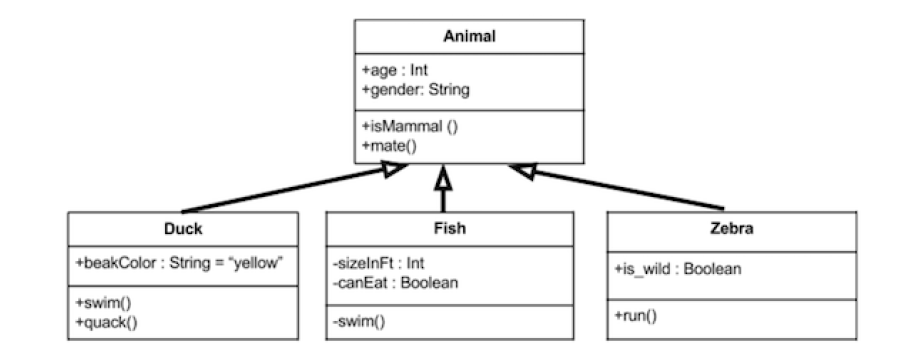 Animal
+age : Int
+gender: String
+isMammal ()
+mate()
Duck
+beakColor : String = “yellow”
+swim()
+quack()
Fish
-sizeInFt : Int
-canEat : Boolean
-swim()
Zebra
+is_wild : Boolean
+run()